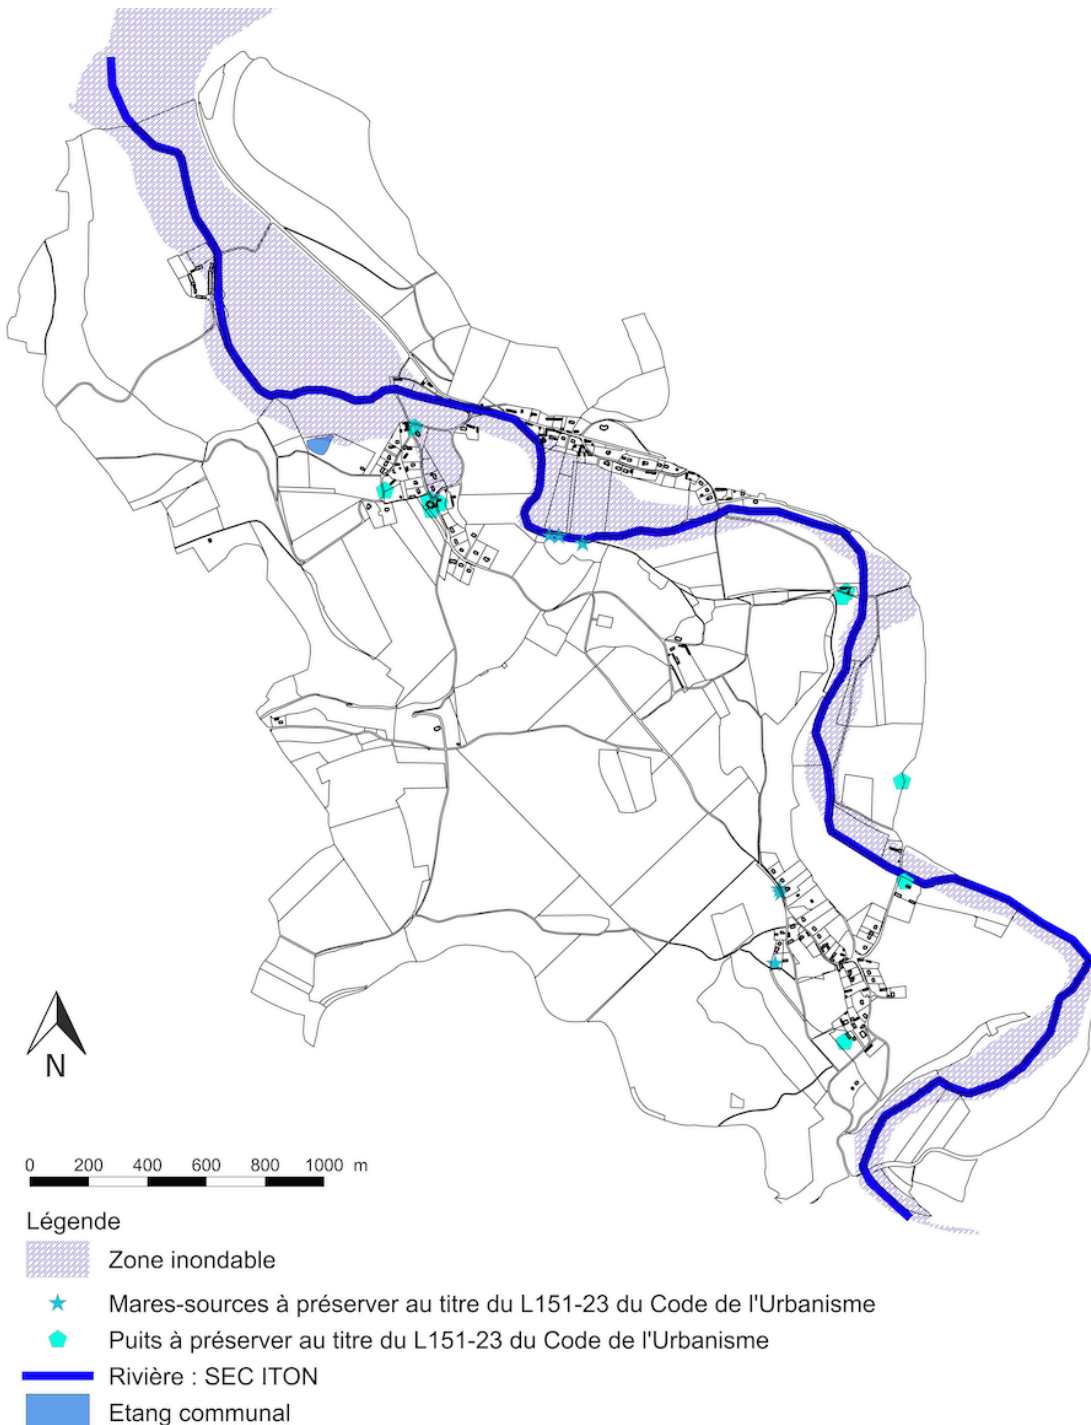 N
0 200 400 600 800 1000 m
Légende
Zone inondable
Mares-sources à préserver au titre du L151-23 du Code de l'Urbanisme
Puits à préserver au titre du L151-23 du Code de l'Urbanisme
Rivière : SEC ITON
Etang communal